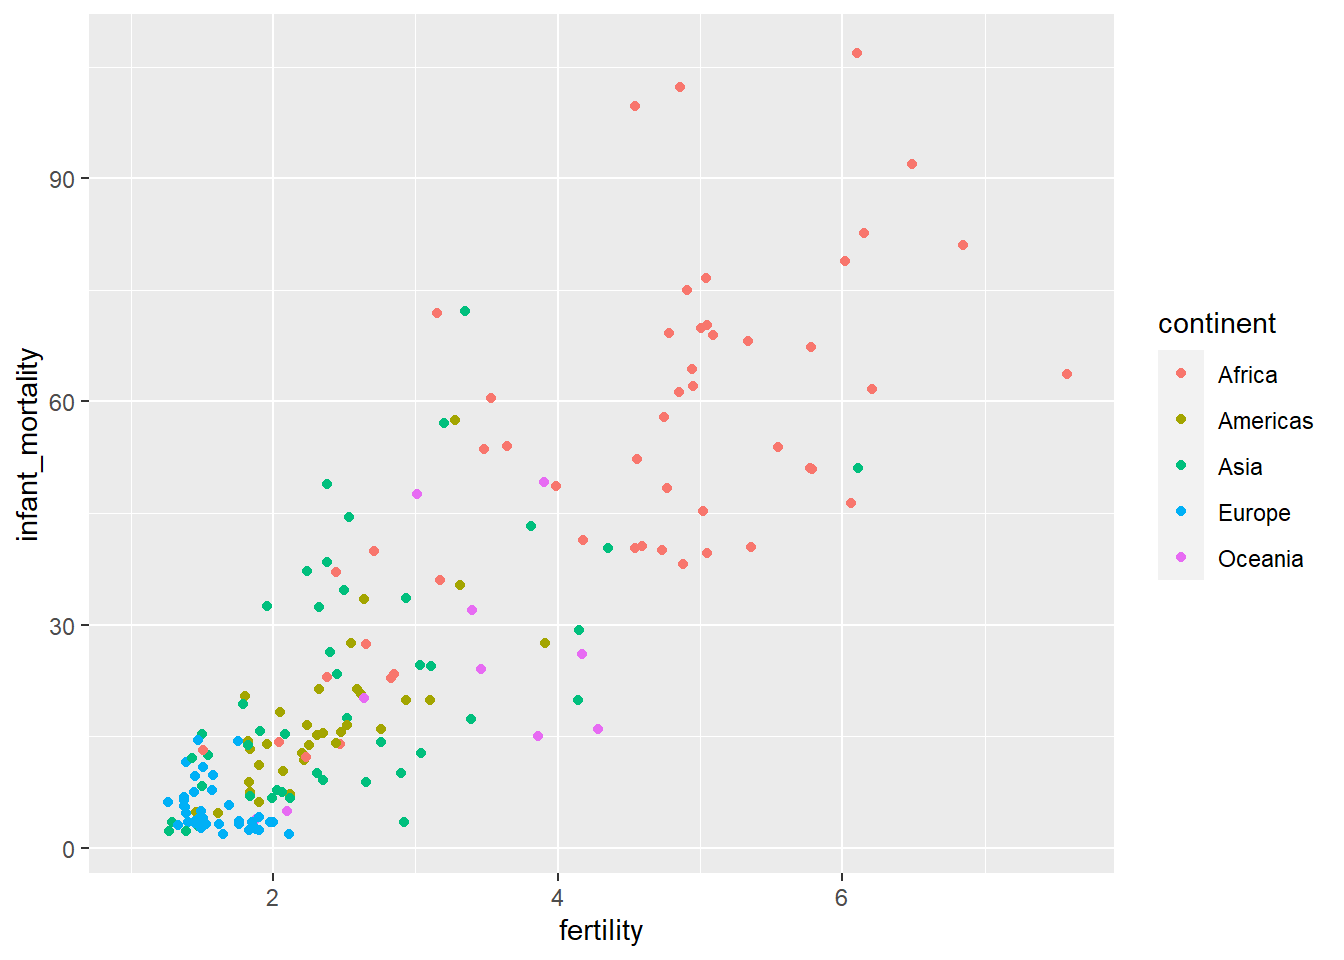 90
60
30
0
infant_mortality
2
4
6
fertility
continent
Africa
Americas
Asia
Europe
Oceania